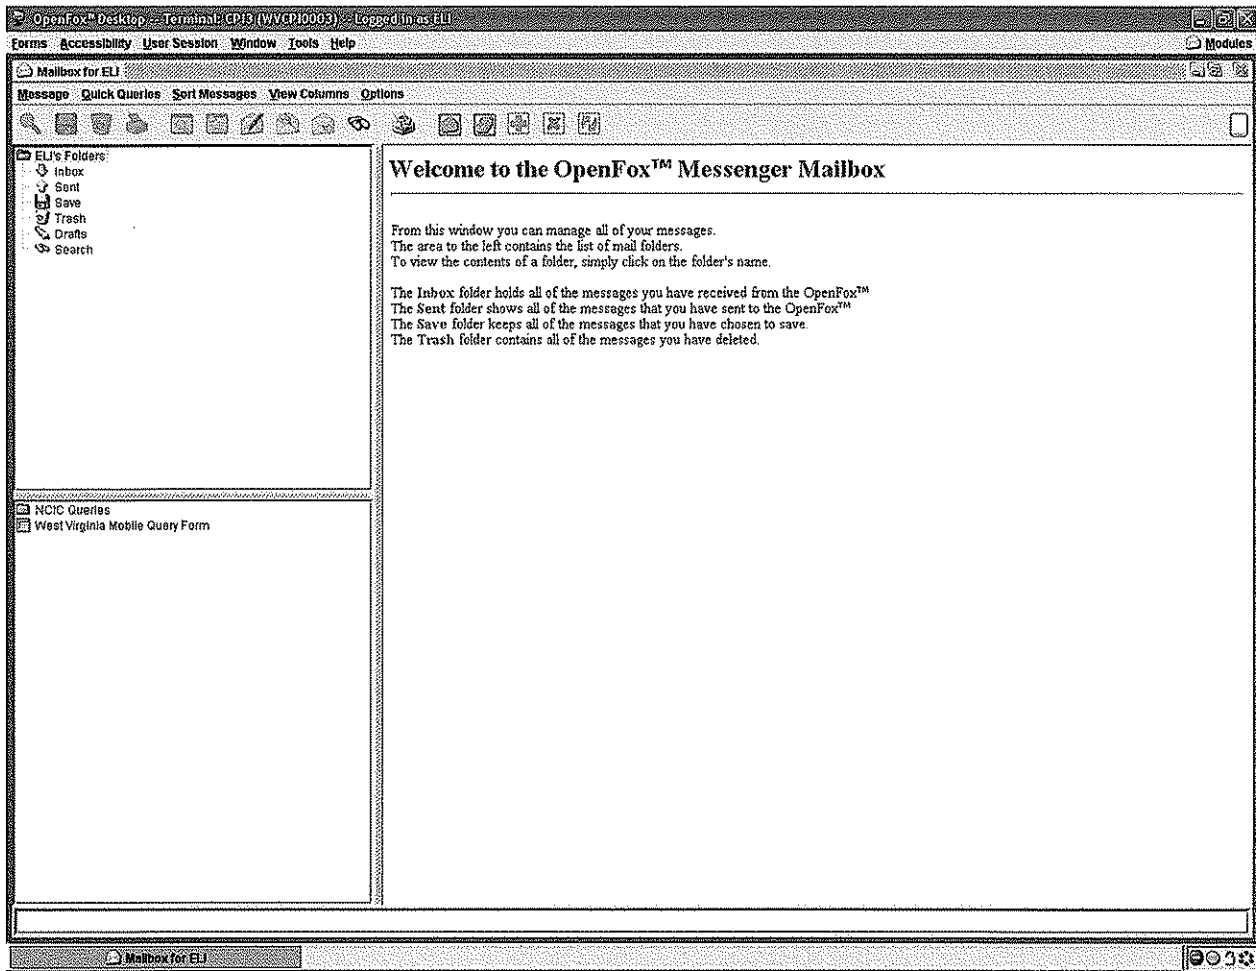 OpenFox™ Desktop -- Terminal: CPI3 (WVCPI0003) -- Logged in as ELI
Forms Accessibility User Session Window Tools Help Modules
Mailbox for ELI
Message Quick Queries Sort Messages View Columns Options
ELI's Folders
Inbox
Sent
Save
Trash
Drafts
Search
Welcome to the OpenFox™ Messenger Mailbox
From this window you can manage all of your messages.
The area to the left contains the list of mail folders.
To view the contents of a folder, simply click on the folder's name.
The Inbox folder holds all of the messages you have received from the OpenFox™
The Sent folder shows all of the messages that you have sent to the OpenFox™
The Save folder keeps all of the messages that you have chosen to save.
The Trash folder contains all of the messages you have deleted.
NCIC Queries
West Virginia Mobile Query Form
Mailbox for ELI